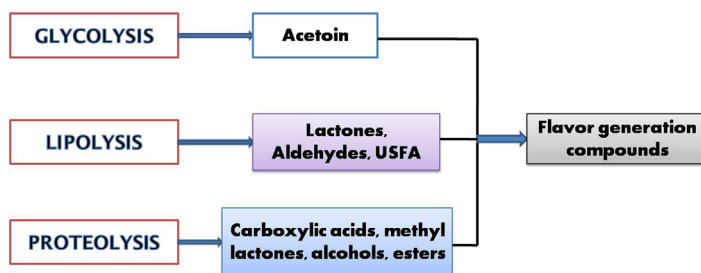 GLYCOLYSIS
Acetoin
LIPOLYSIS
Lactones,
Aldehydes, USFA
Flavor generation
compounds
PROTEOLYSIS
Carboxylic acids, methyl
lactones, alcohols, esters